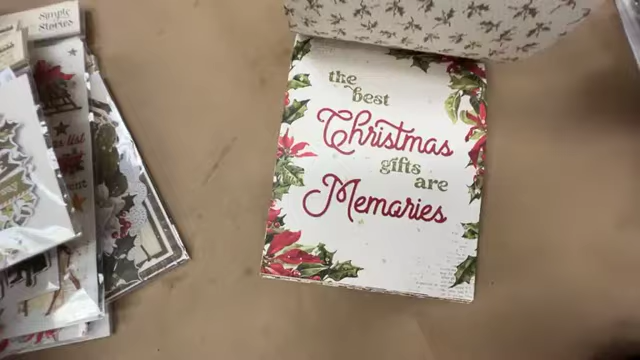 Simple
Stories
the
best
Christmas
gifts
are
Memories